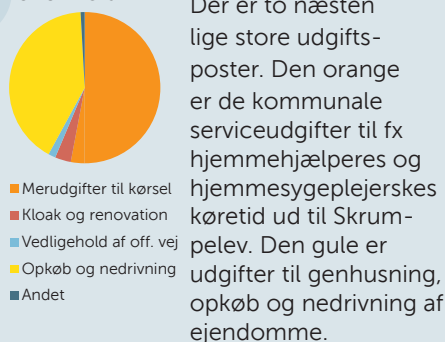 Der er to næsten
lige store udgifts-
poster. Den orange
er de kommunale
serviceudgifter til fx
hjemmehjælperes og
hjemmesygeplejerskes
køretid ud til Skrum-
pelev. Den gule er
udgifter til genhusning,
opkøb og nedrivning af
ejendomme.
Merudgifter til kørsel
Kloak og renovation
Vedligehold af off. vej
Opkøb og nedrivning
Andet